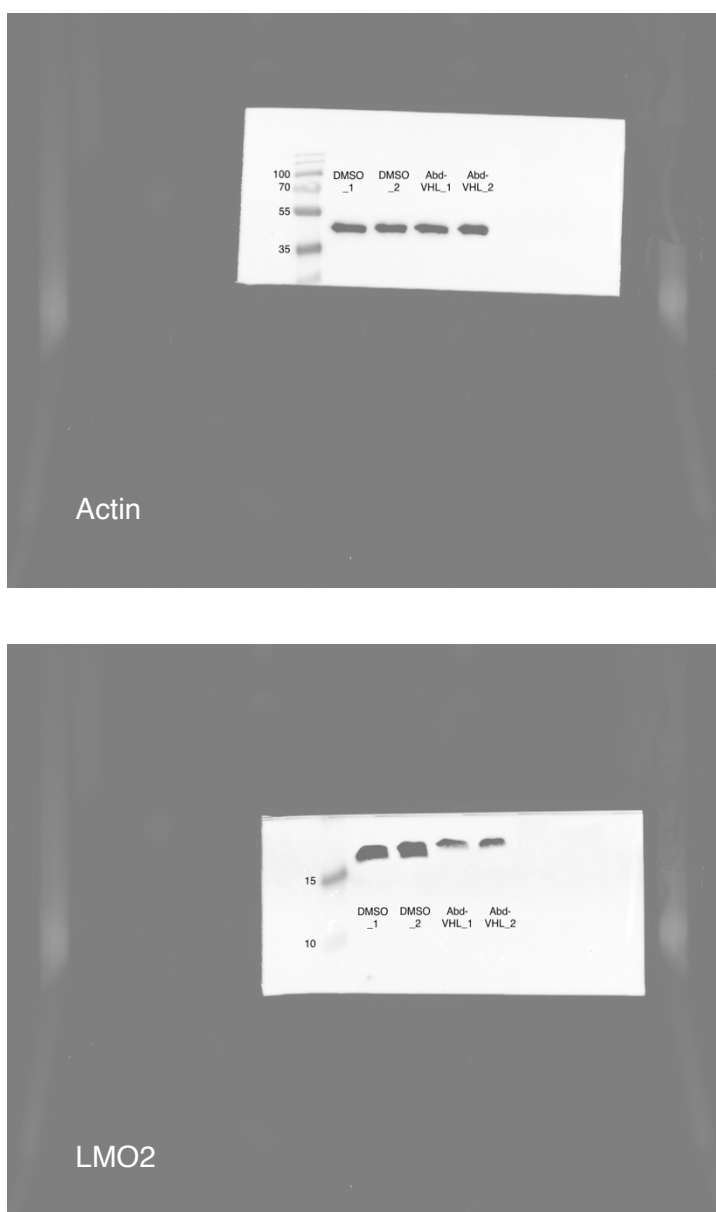 100
70
55
35
DMSO DMSO Abd- Abd-
_1 _2 VHL_1 VHL_2
Actin
15
10
DMSO DMSO Abd- Abd-
_1 _2 VHL_1 VHL_2
LMO2